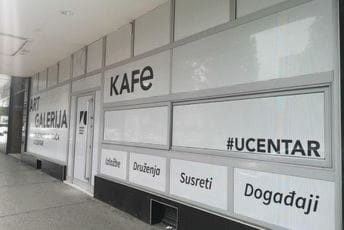 ART
GALERIJA
KAFe
#UCENTAR
Izložbe
Druženja
Susreti
Događaji